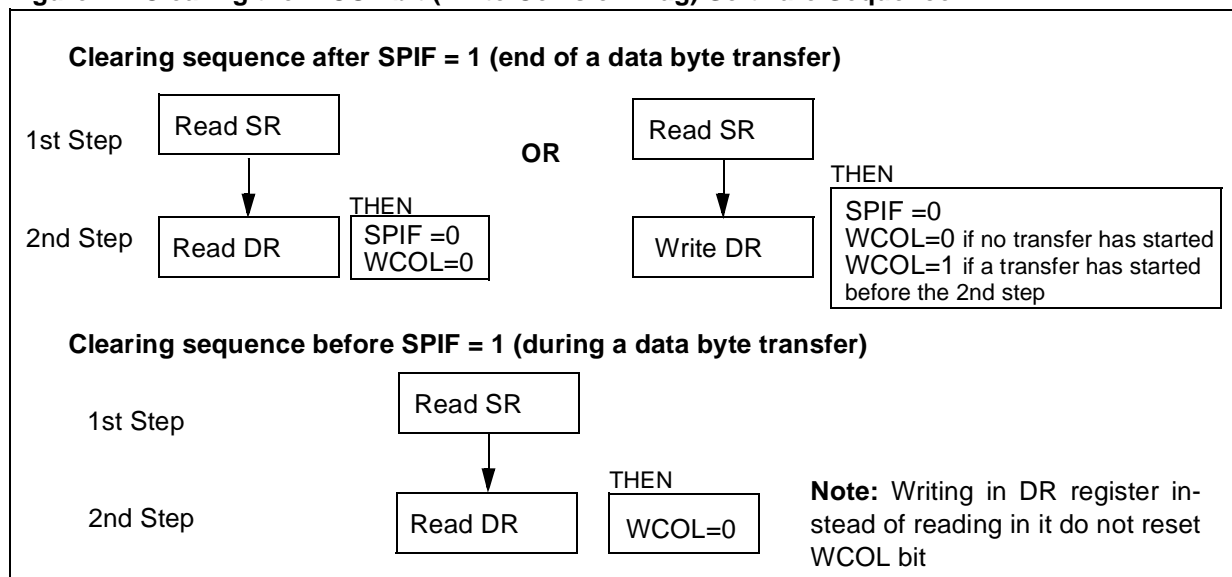 Clearing sequence after SPIF = 1 (end of a data byte transfer)
1st Step
Read SR
OR
Read SR
2nd Step
Read DR
THEN
SPIF =0
WCOL=0
Write DR
THEN
SPIF =0
WCOL=0 if no transfer has started
WCOL=1 if a transfer has started
before the 2nd step
Clearing sequence before SPIF = 1 (during a data byte transfer)
1st Step
Read SR
2nd Step
Read DR
THEN
WCOL=0
Note: Writing in DR register in-
stead of reading in it do not reset
WCOL bit